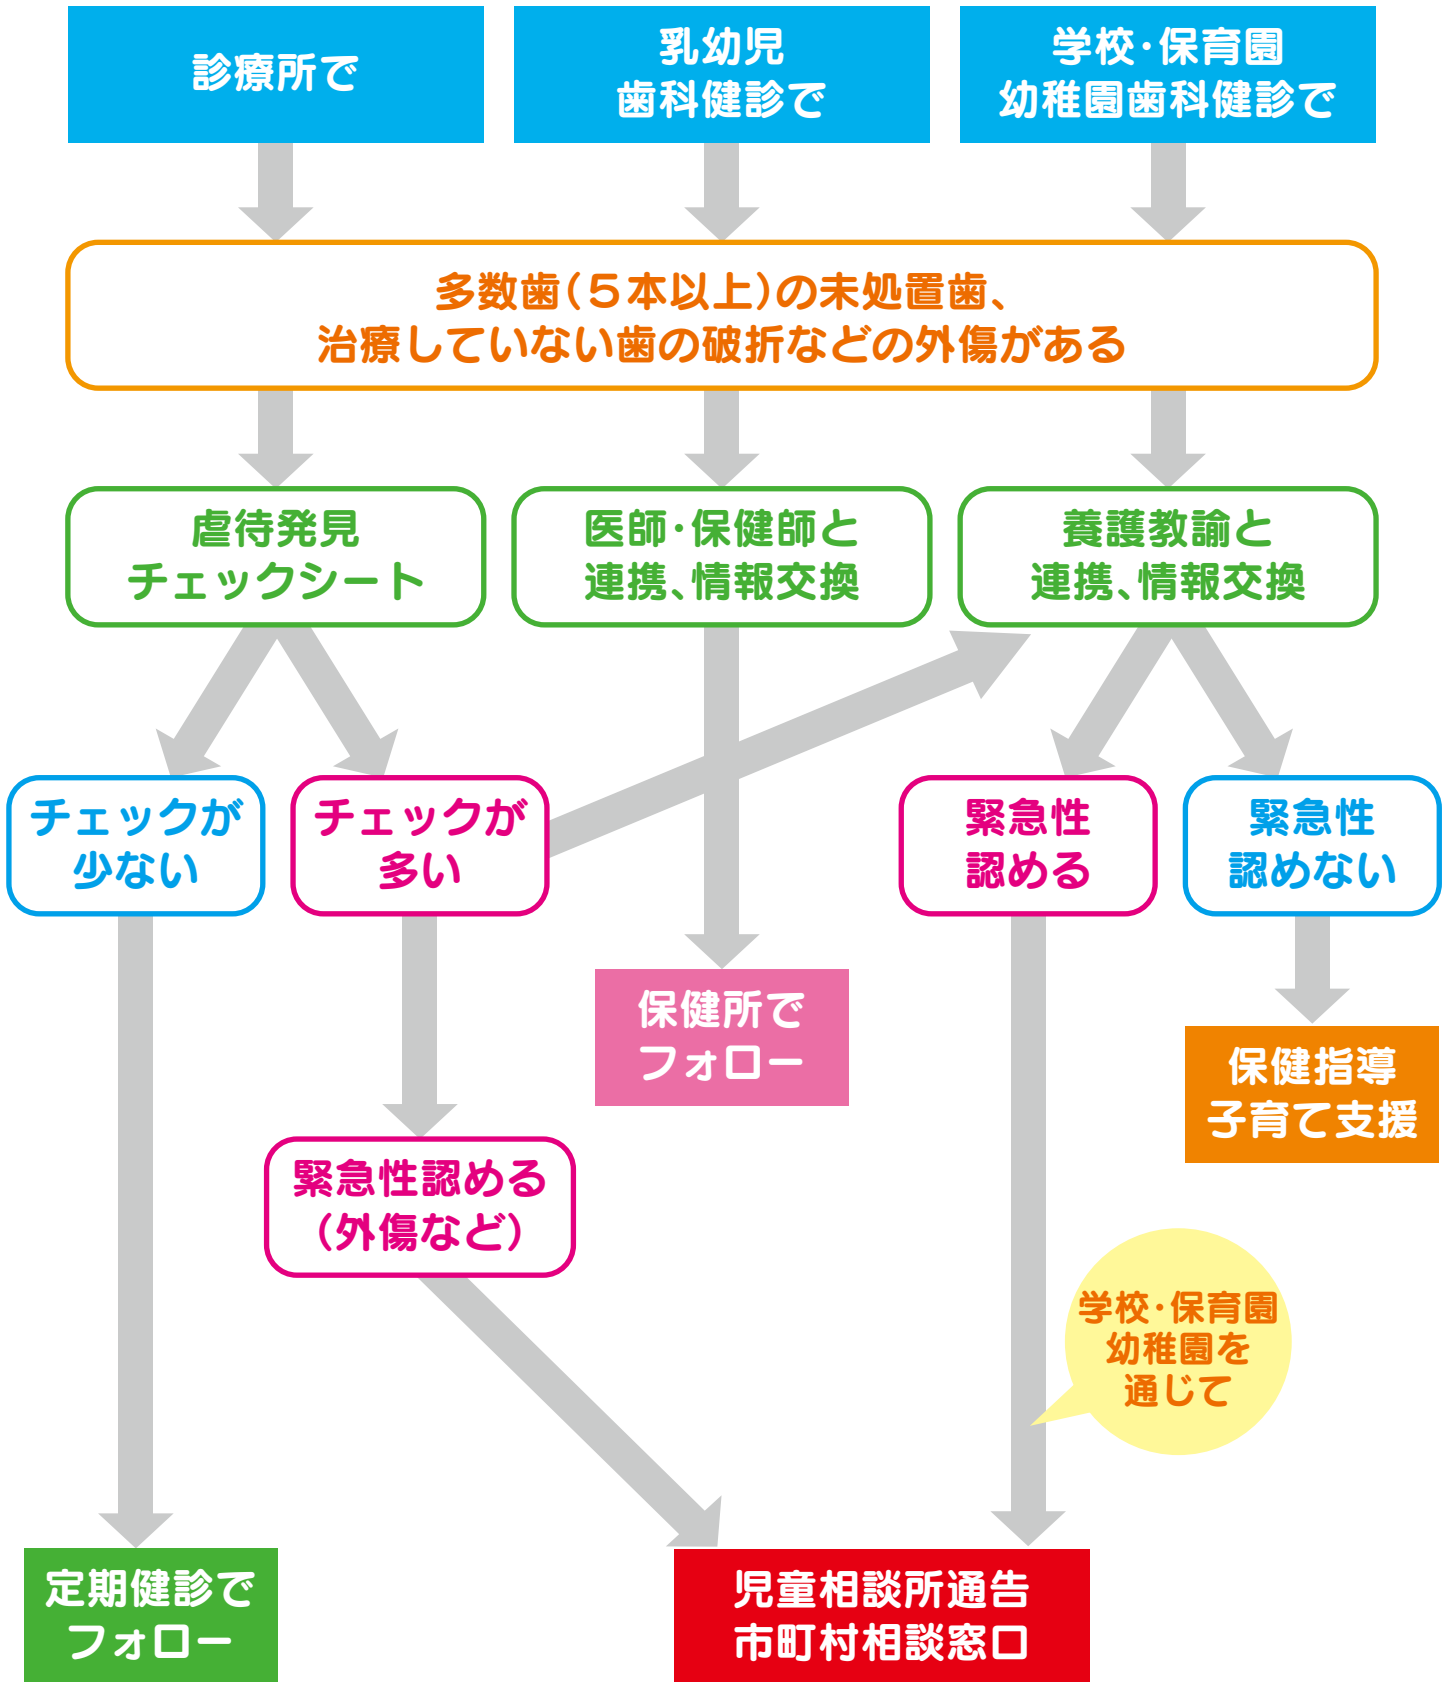 診療所で
乳幼児
歯科健診で
学校・保育園
幼稚園歯科健診で
多数歯（５本以上）の未処置歯、
治療していない歯の破折などの外傷がある
虐待発見
チェックシート
医師・保健師と
連携、情報交換
養護教諭と
連携、情報交換
チェックが
少ない
チェックが
多い
緊急性
認める
緊急性
認めない
保健所で
フォロー
保健指導
子育て支援
緊急性認める
（外傷など）
学校・保育園
幼稚園を
通じて
定期健診で
フォロー
児童相談所通告
市町村相談窓口